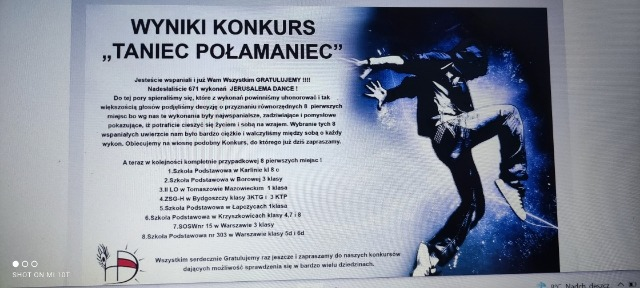 WYNIKI KONKURS
„TANIEC POŁAMANIEC”
Jesteście wspaniali i już Wam Wszystkim GRATULUJEMY !!!!
Nadesłaliście 671 wykonań JERUSALEMA DANCE !
Do tej pory spieraliśmy się, które z wykonań powinniśmy uhonorować i tak
większością głosów podjęliśmy decyzję o przyznaniu równorzędnych 8 pierwszych
miejsc bo wg nas te wykonania były najwspanialsze, zadziwiające i pomysłowe
pokazujące, iż potraficie cieszyć się życiem i sobą na wzajem. Wybranie tych 8
wspaniałych uwierzcie nam było bardzo ciężkie i walczyliśmy między sobą o każdy
wykon. Obiecujemy na wiosnę podobny Konkurs, do którego już dziś zapraszamy.
A teraz w kolejności kompletnie przypadkowej 8 pierwszych miejsc !
1.Szkoła Podstawowa w Karlinie kl 8 c
2.Szkoła Podstawowa w Borowej 3 klasy
3.II LO w Tomaszowie Mazowieckim 1 klasa
4.ZSG-H w Bydgoszczy klasy 3KTG i 3 KTP
5.Szkoła Podstawowa w Łapczycach 1klasa
6.Szkoła Podstawowa w Krzyszkowicach klasy 4,7 i 8
7.SOSWnr 15 w Warszawie 3 klasy
8.Szkoła Podstawowa nr 303 w Warszawie klasy 5d i 6d
Wszystkim serdecznie Gratulujemy raz jeszcze i zapraszamy do naszych konkursów
dających możliwość sprawdzenia się w bardzo wielu dziedzinach.
SHOT ON MI 10T
9°C Nadch. deszcz